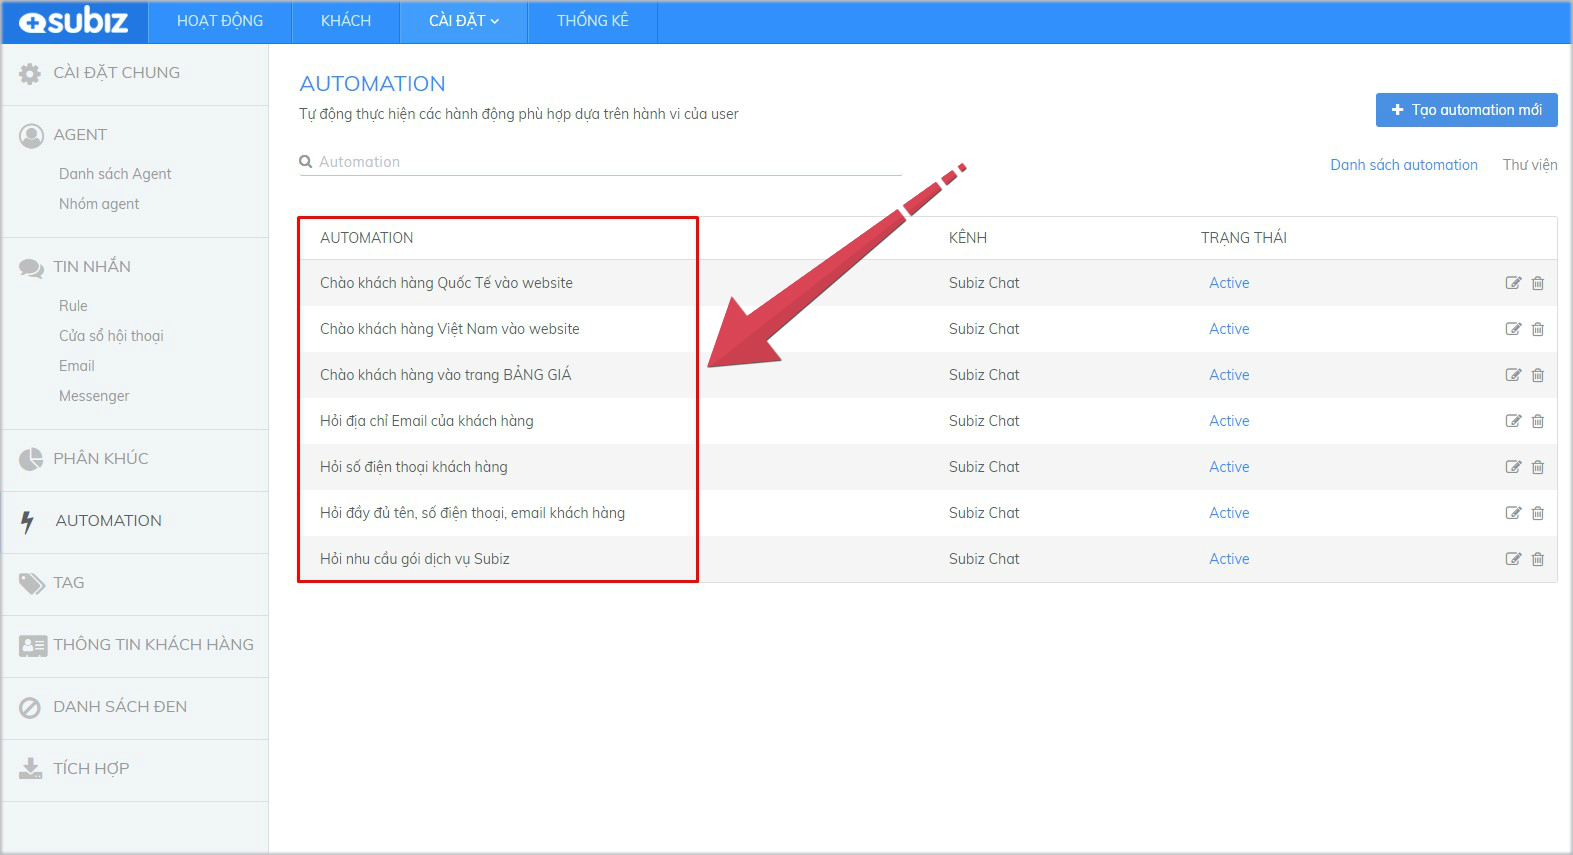 subiz
HOẠT ĐỘNG
KHÁCH
CÀI ĐẶT
THỐNG KÊ
CÀI ĐẶT CHUNG
AGENT
Danh sách Agent
Nhóm agent
TIN NHẮN
Rule
Cửa sổ hội thoại
Email
Messenger
PHÂN KHÚC
AUTOMATION
TAG
THÔNG TIN KHÁCH HÀNG
DANH SÁCH ĐEN
TÍCH HỢP
AUTOMATION
Tự động thực hiện các hành động phù hợp dựa trên hành vi của user
Tạo automation mới
Automation
Danh sách automation
Thư viện
AUTOMATION KÊNH TRẠNG THÁI
Chào khách hàng Quốc Tế vào website Subiz Chat Active
Chào khách hàng Việt Nam vào website Subiz Chat Active
Chào khách hàng vào trang BẢNG GIÁ Subiz Chat Active
Hỏi địa chỉ Email của khách hàng Subiz Chat Active
Hỏi số điện thoại khách hàng Subiz Chat Active
Hỏi đầy đủ tên, số điện thoại, email khách hàng Subiz Chat Active
Hỏi nhu cầu gói dịch vụ Subiz Subiz Chat Active